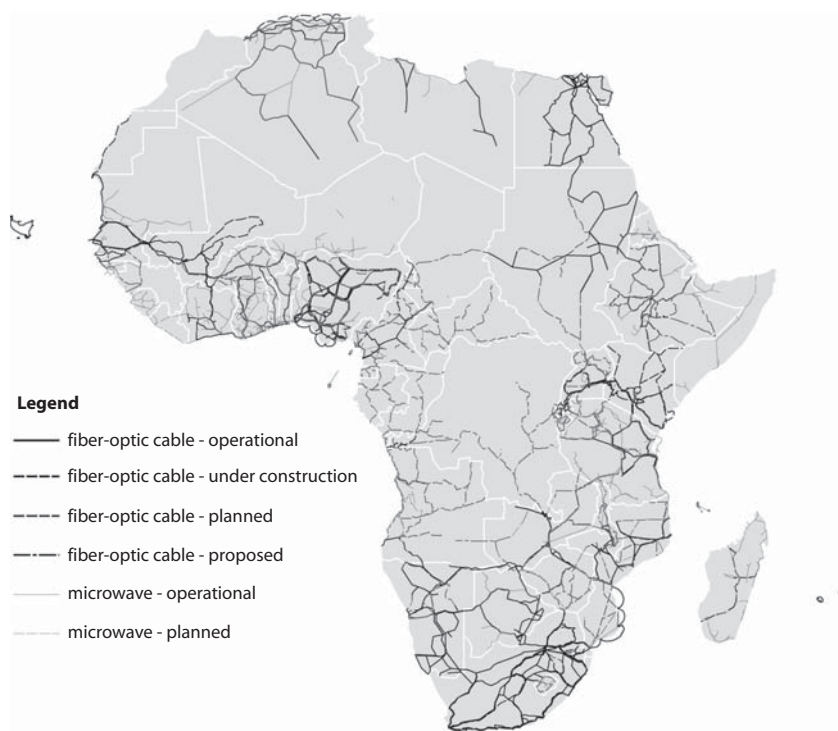 Legend
fiber-optic cable - operational
fiber-optic cable - under construction
fiber-optic cable - planned
fiber-optic cable - proposed
microwave - operational
microwave - planned